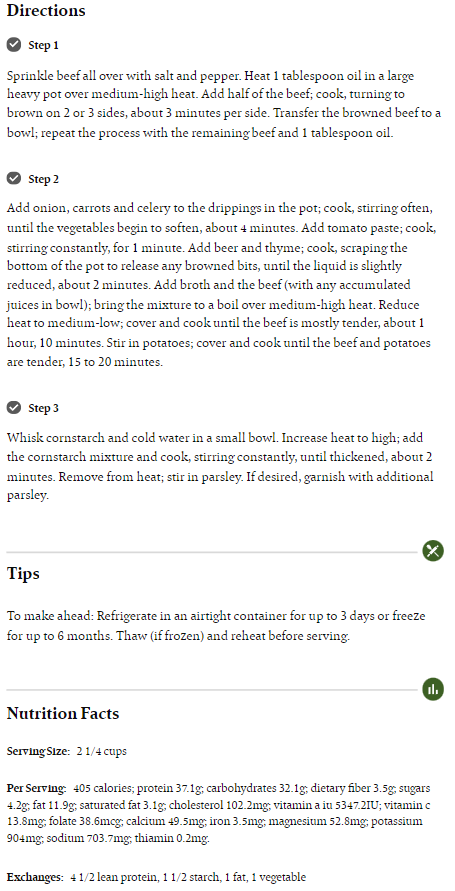 Directions
Step 1
Sprinkle beef all over with salt and pepper. Heat 1 tablespoon oil in a large
heavy pot over medium-high heat. Add half of the beef; cook, turning to
brown on 2 or 3 sides, about 3 minutes per side. Transfer the browned beef to a
bowl; repeat the process with the remaining beef and 1 tablespoon oil.
Step 2
Add onion, carrots and celery to the drippings in the pot; cook, stirring often,
until the vegetables begin to soften, about 4 minutes. Add tomato paste; cook,
stirring constantly, for 1 minute. Add beer and thyme; cook, scraping the
bottom of the pot to release any browned bits, until the liquid is slightly
reduced, about 2 minutes. Add broth and the beef (with any accumulated
juices in bowl); bring the mixture to a boil over medium-high heat. Reduce
heat to medium-low; cover and cook until the beef is mostly tender, about 1
hour, 10 minutes. Stir in potatoes; cover and cook until the beef and potatoes
are tender, 15 to 20 minutes.
Step 3
Whisk cornstarch and cold water in a small bowl. Increase heat to high; add
the cornstarch mixture and cook, stirring constantly, until thickened, about 2
minutes. Remove from heat; stir in parsley. If desired, garnish with additional
parsley.
Tips
To make ahead: Refrigerate in an airtight container for up to 3 days or freeze
for up to 6 months. Thaw (if frozen) and reheat before serving.
Nutrition Facts
Serving Size: 2 1/4 cups
Per Serving: 405 calories; protein 37.1g; carbohydrates 32.1g; dietary fiber 3.5g; sugars
4.2g; fat 11.9g; saturated fat 3.1g; cholesterol 102.2mg; vitamin a iu 5347.2IU; vitamin c
13.8mg; folate 38.6mcg; calcium 49.5mg; iron 3.5mg; magnesium 52.8mg; potassium
904mg; sodium 703.7mg; thiamin 0.2mg.
Exchanges: 4 1/2 lean protein, 1 1/2 starch, 1 fat, 1 vegetable